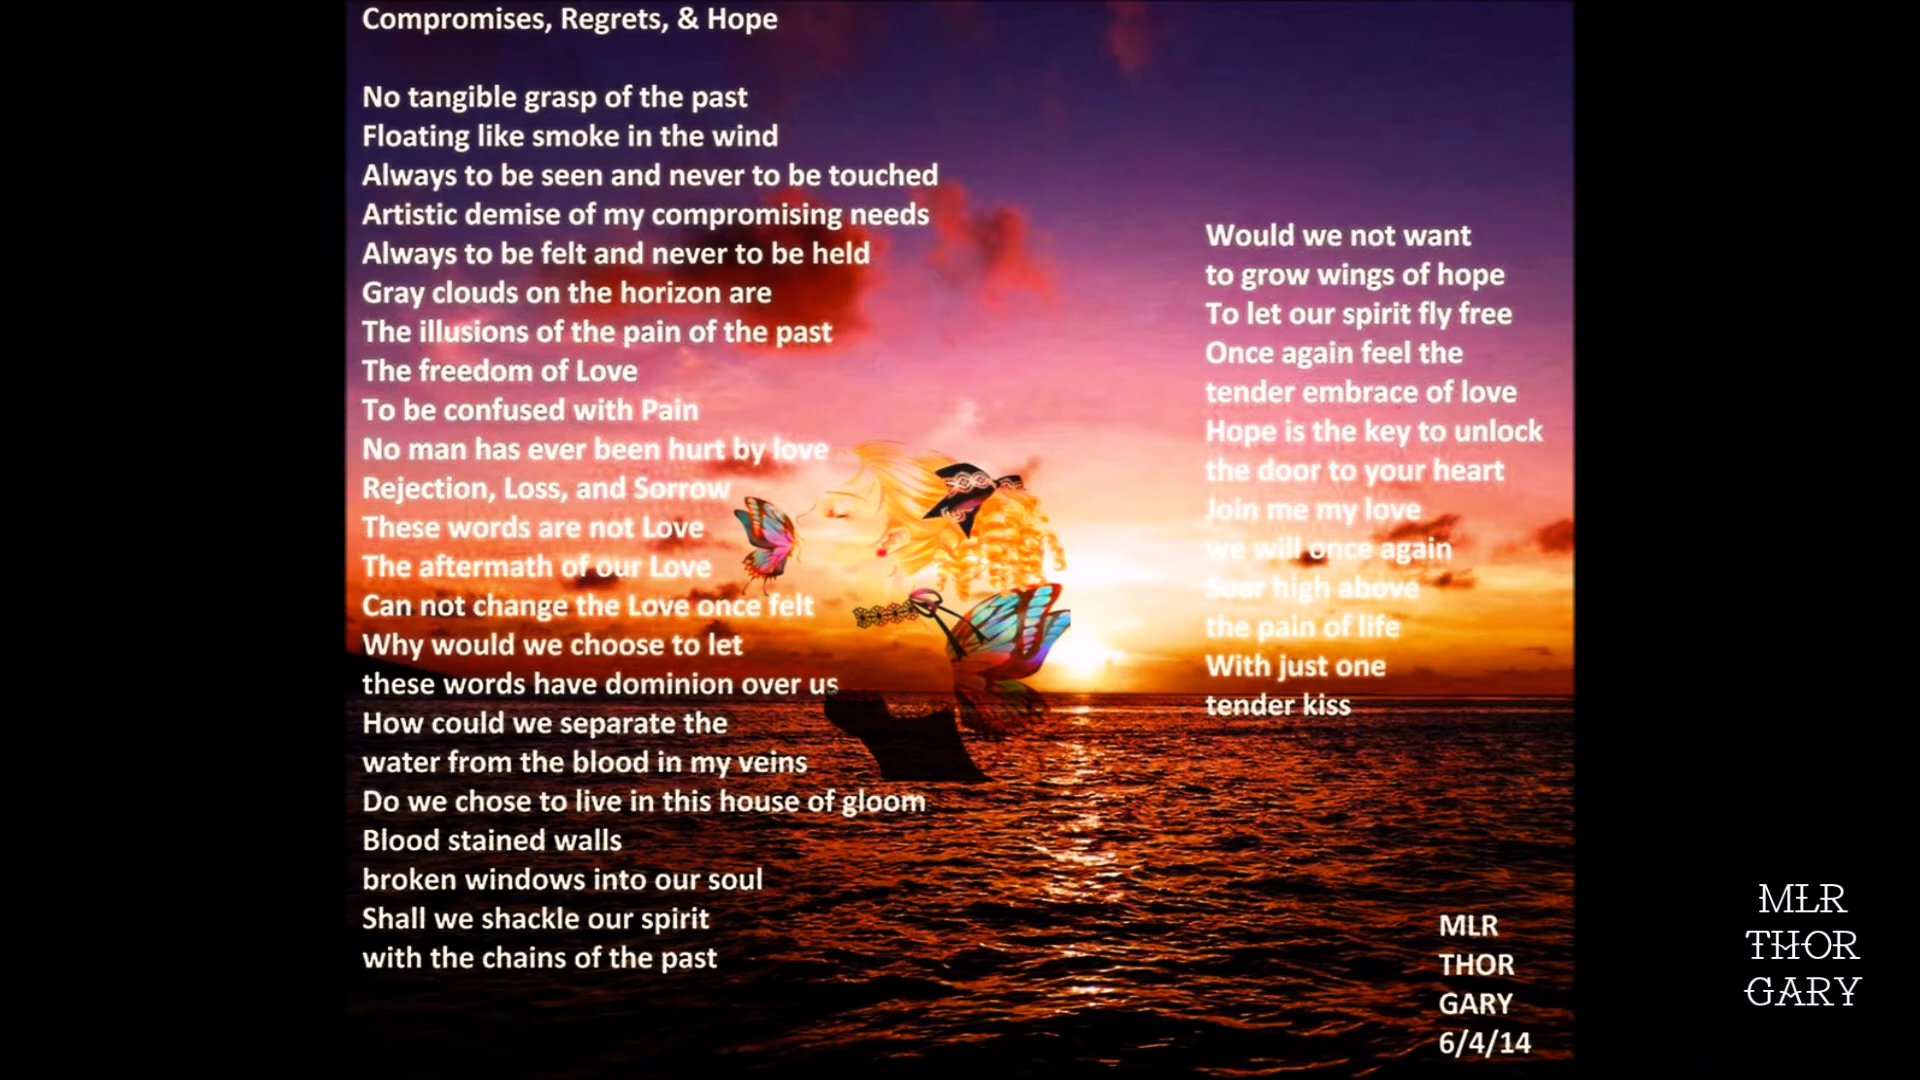 Compromises, Regrets, & Hope
No tangible grasp of the past
Floating like smoke in the wind
Always to be seen and never to be touched
Artistic demise of my compromising needs
Always to be felt and never to be held
Gray clouds on the horizon are
The illusions of the pain of the past
The freedom of Love
To be confused with Pain
No man has ever been hurt by love
Rejection, Loss, and Sorrow
These words are not Love
The aftermath of our Love
Can not change the Love once felt
Why would we choose to let
these words have dominion over us
How could we separate the
water from the blood in my veins
Do we chose to live in this house of gloom
Blood stained walls
broken windows into our soul
Shall we shackle our spirit
with the chains of the past
Would we not want
to grow wings of hope
To let our spirit fly free
Once again feel the
tender embrace of love
Hope is the key to unlock
the door to your heart
Join me my love
we will once again
Soar high above
the pain of life
With just one
tender kiss
MLR
THOR
GARY
6/4/14
MLR
THOR
GARY